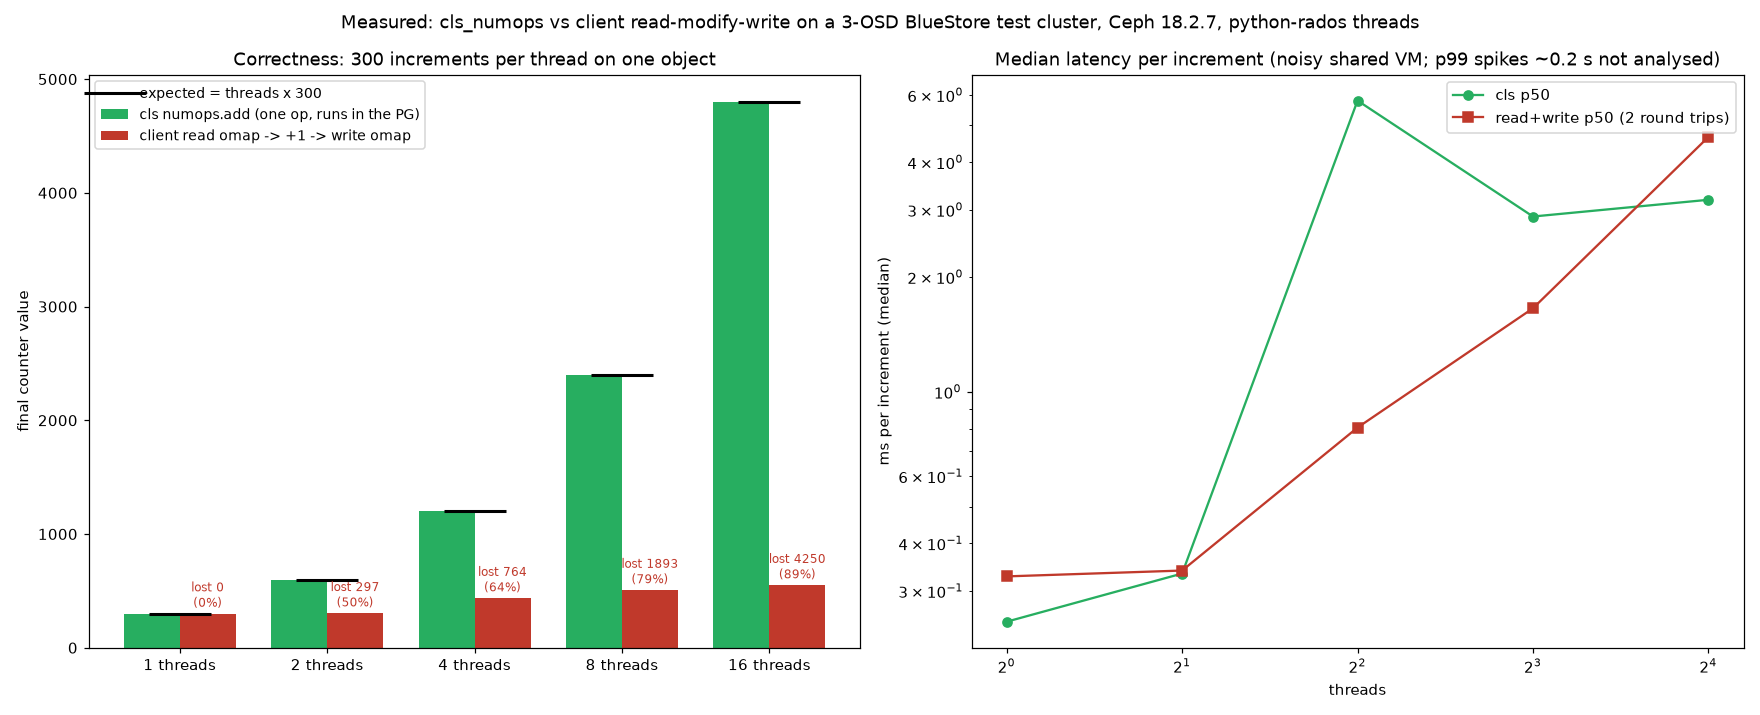 Measured: cls_numops vs client read-modify-write on a 3-OSD BlueStore test cluster, Ceph 18.2.7, python-rados threads
Correctness: 300 increments per thread on one object
expected = threads x 300
cls numops.add (one op, runs in the PG)
client read omap -> +1 -> write omap
final counter value
5000
4000
3000
2000
1000
0
lost 0
(0%)
lost 297
(50%)
lost 764
(64%)
lost 1893
(79%)
lost 4250
(89%)
1 threads
2 threads
4 threads
8 threads
16 threads
Median latency per increment (noisy shared VM; p99 spikes ~0.2 s not analysed)
cls p50
read+write p50 (2 round trips)
ms per increment (median)
6 × 10⁰
4 × 10⁰
3 × 10⁰
2 × 10⁰
10⁰
6 × 10⁻¹
4 × 10⁻¹
3 × 10⁻¹
2⁰
2¹
2²
2³
2⁴
threads